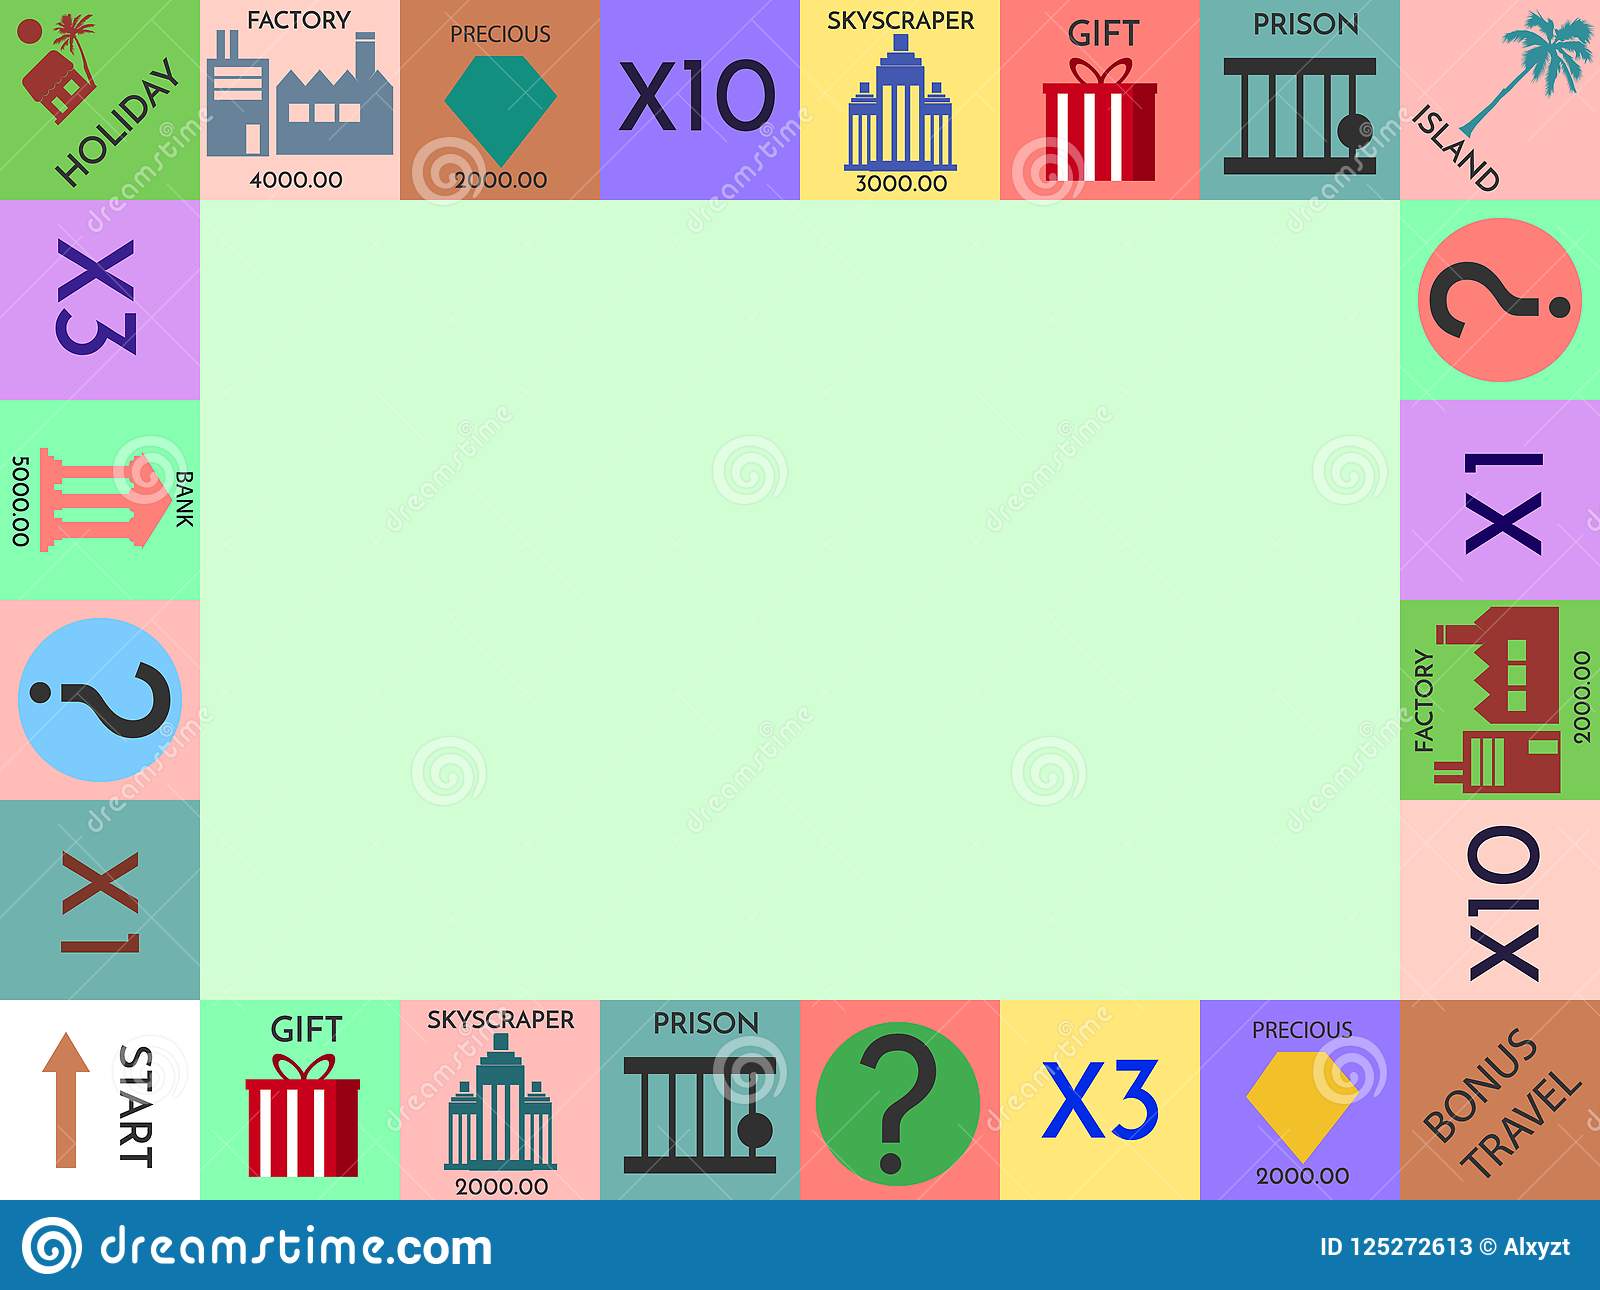 HOLIDAY
FACTORY
4000.00
PRECIOUS
2000.00
X10
SKYSCRAPER
3000.00
GIFT
PRISON
ISLAND
X3
?
BANK
5000.00
X1
?
FACTORY
2000.00
X1
X10
START
GIFT
SKYSCRAPER
2000.00
PRISON
?
X3
PRECIOUS
2000.00
BONUS
TRAVEL
dreamstime
dreamstime.com
ID 125272613 © Alxyzt